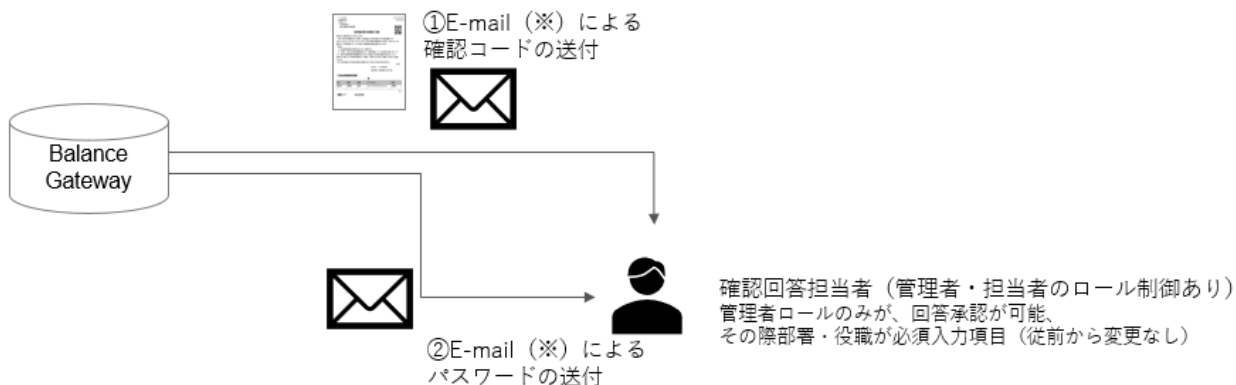 ①E-mail（※）による
確認コードの送付
Balance
Gateway
確認回答担当者（管理者・担当者のロール制御あり）
管理者ロールのみが、回答承認が可能、
その際部署・役職が必須入力項目（従前から変更なし）
②E-mail（※）による
パスワードの送付